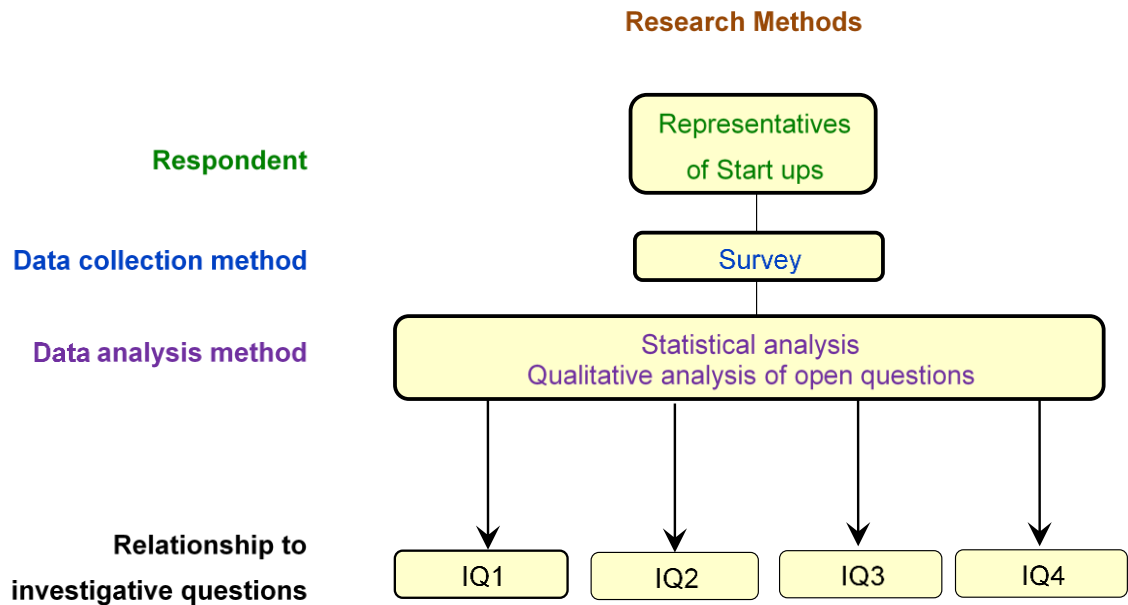 Research Methods
Representatives
of Start ups
Respondent
Data collection method
Survey
Data analysis method
Statistical analysis
Qualitative analysis of open questions
Relationship to
investigative questions
IQ1
IQ2
IQ3
IQ4